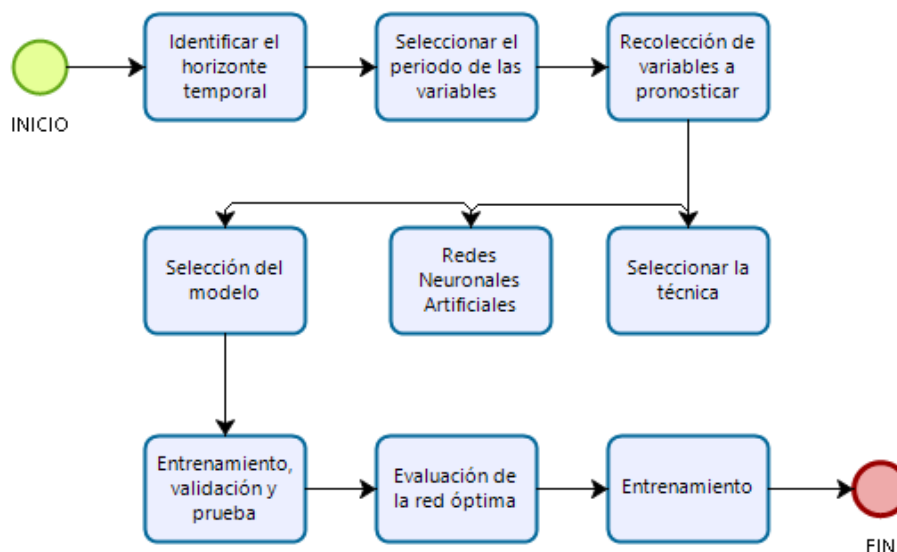 INICIO
Identificar el
horizonte
temporal
Seleccionar el
periodo de las
variables
Recolección de
variables a
pronosticar
Selección del
modelo
Redes
Neuronales
Artificiales
Seleccionar la
técnica
Entrenamiento,
validación y
prueba
Evaluación de
la red óptima
Entrenamiento
FIN